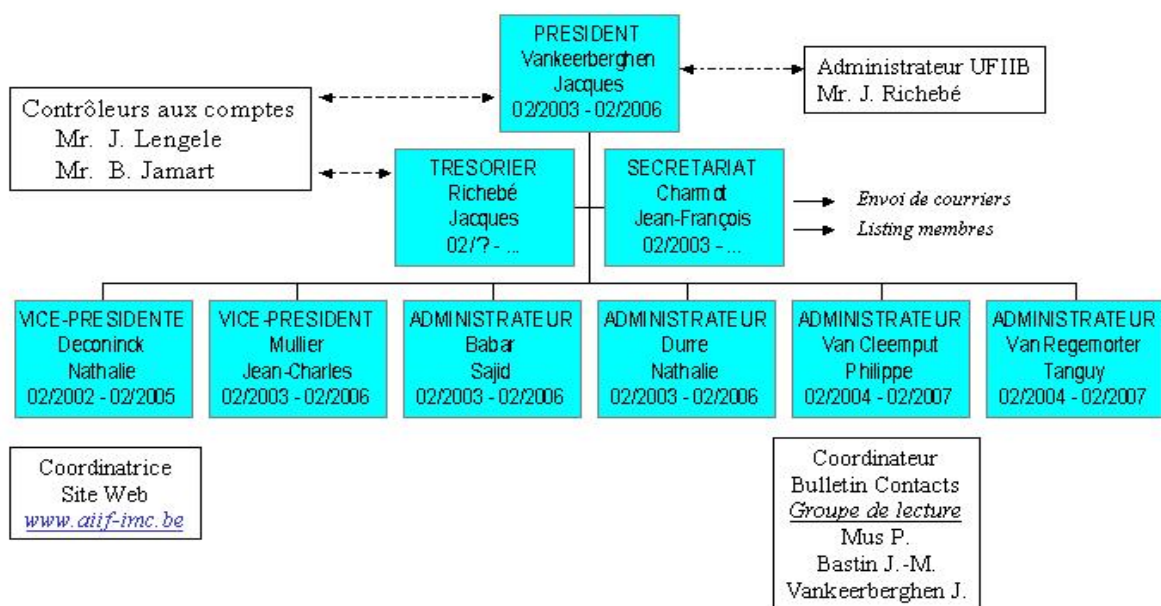 PRESIDENT
Vankeerberghen
Jacques
02/2003 - 02/2006
Administrateur UFIIB
Mr. J. Richebé
Contrôleurs aux comptes
Mr. J. Lengele
Mr. B. Jamart
TRESORIER
Richebé
Jacques
02/? - ...
SECRETARIAT
Charmot
Jean-François
02/2003 - ...
Envoi de courriers
Listing membres
VICE-PRESIDENTE
Deconinck
Nathalie
02/2002 - 02/2005
VICE-PRESIDENT
Mullier
Jean-Charles
02/2003 - 02/2006
ADMINISTRATEUR
Babar
Sajid
02/2003 - 02/2006
ADMINISTRATEUR
Durre
Nathalie
02/2003 - 02/2006
ADMINISTRATEUR
Van Cleemput
Philippe
02/2004 - 02/2007
ADMINISTRATEUR
Van Regemorter
Tanguy
02/2004 - 02/2007
Coordinatrice
Site Web
www.aiif-imc.be
Coordinateur
Bulletin Contacts
Groupe de lecture
Mus P.
Bastin J.-M.
Vankeerberghen J.